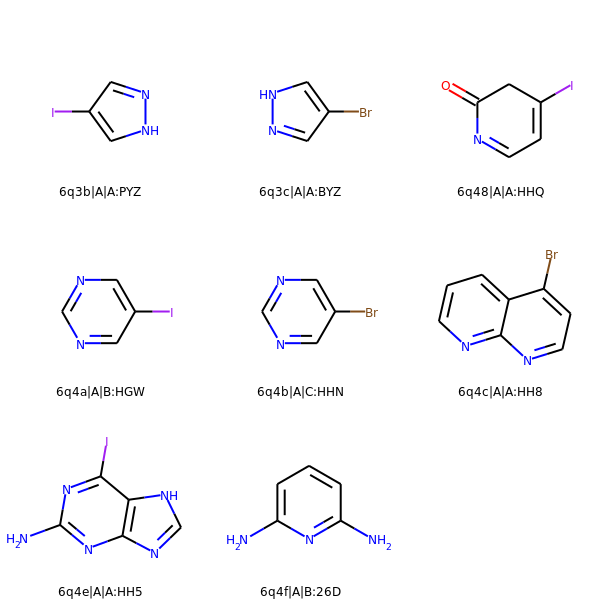 I N NH
HN N Br
O N I
6q3b|A|A:PYZ
6q3c|A|A:BYZ
6q48|A|A:HHQ
N N I
N N Br
Br N N
6q4a|A|B:HGW
6q4b|A|C:HHN
6q4c|A|A:HH8
I N NH H2N N N
H2N N NH2
6q4e|A|A:HH5
6q4f|A|B:26D